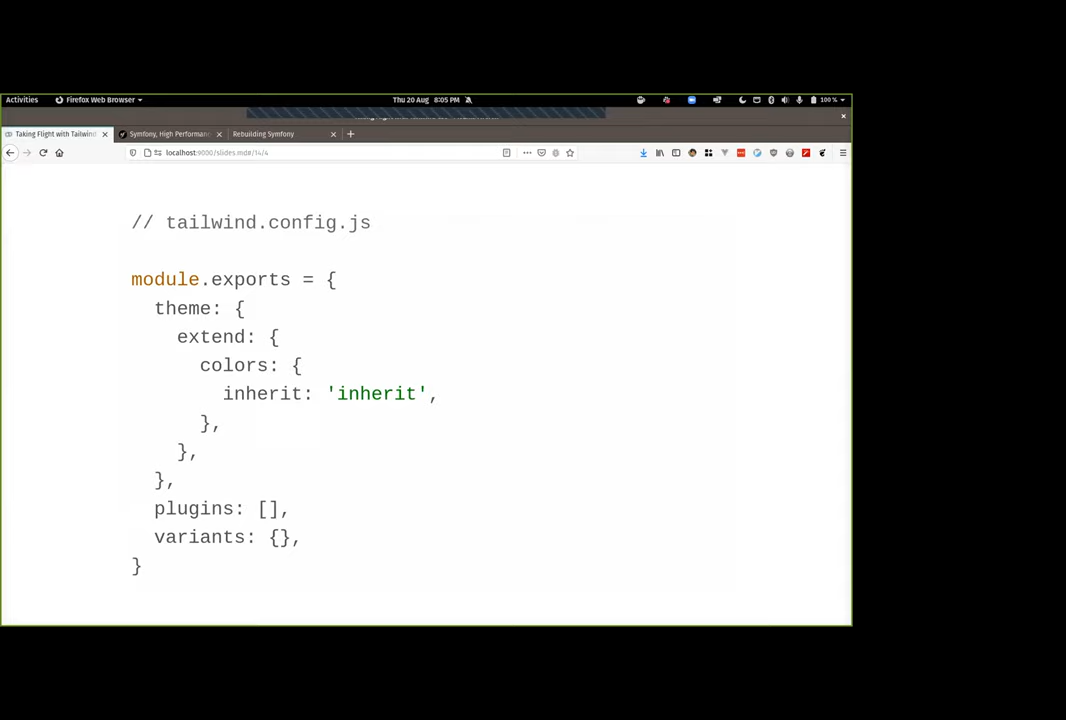 Activities Firefox Web Browser Thu 20 Aug 8:05 PM 100 %
Taking Flight with Tailwind Symfony, High Performance Rebuilding Symfony
localhost:9000/slides.md#/14/4
// tailwind.config.js
module.exports = {
  theme: {
    extend: {
      colors: {
        inherit: 'inherit',
      },
    },
  },
  plugins: [],
  variants: {},
}